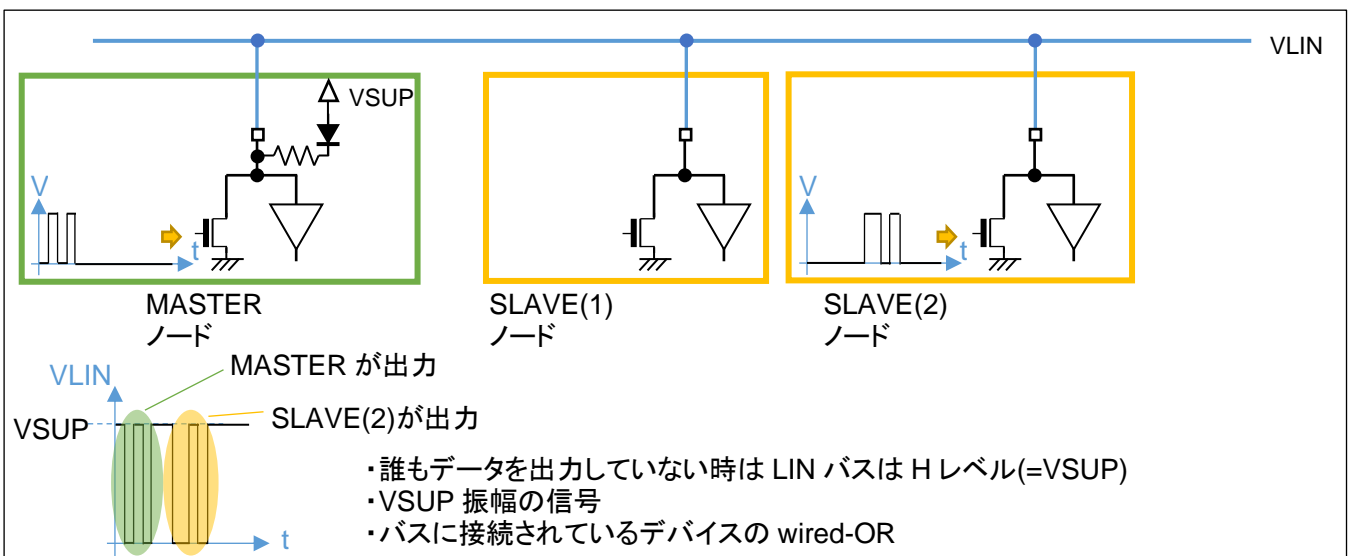 VLIN
VSUP
V
t
V
t
MASTER
ノード
SLAVE(1)
ノード
SLAVE(2)
ノード
MASTER が出力
VLIN
VSUP
SLAVE(2)が出力
・誰もデータを出力していない時は LIN バスは H レベル(=VSUP)
・VSUP 振幅の信号
・バスに接続されているデバイスの wired-OR
t